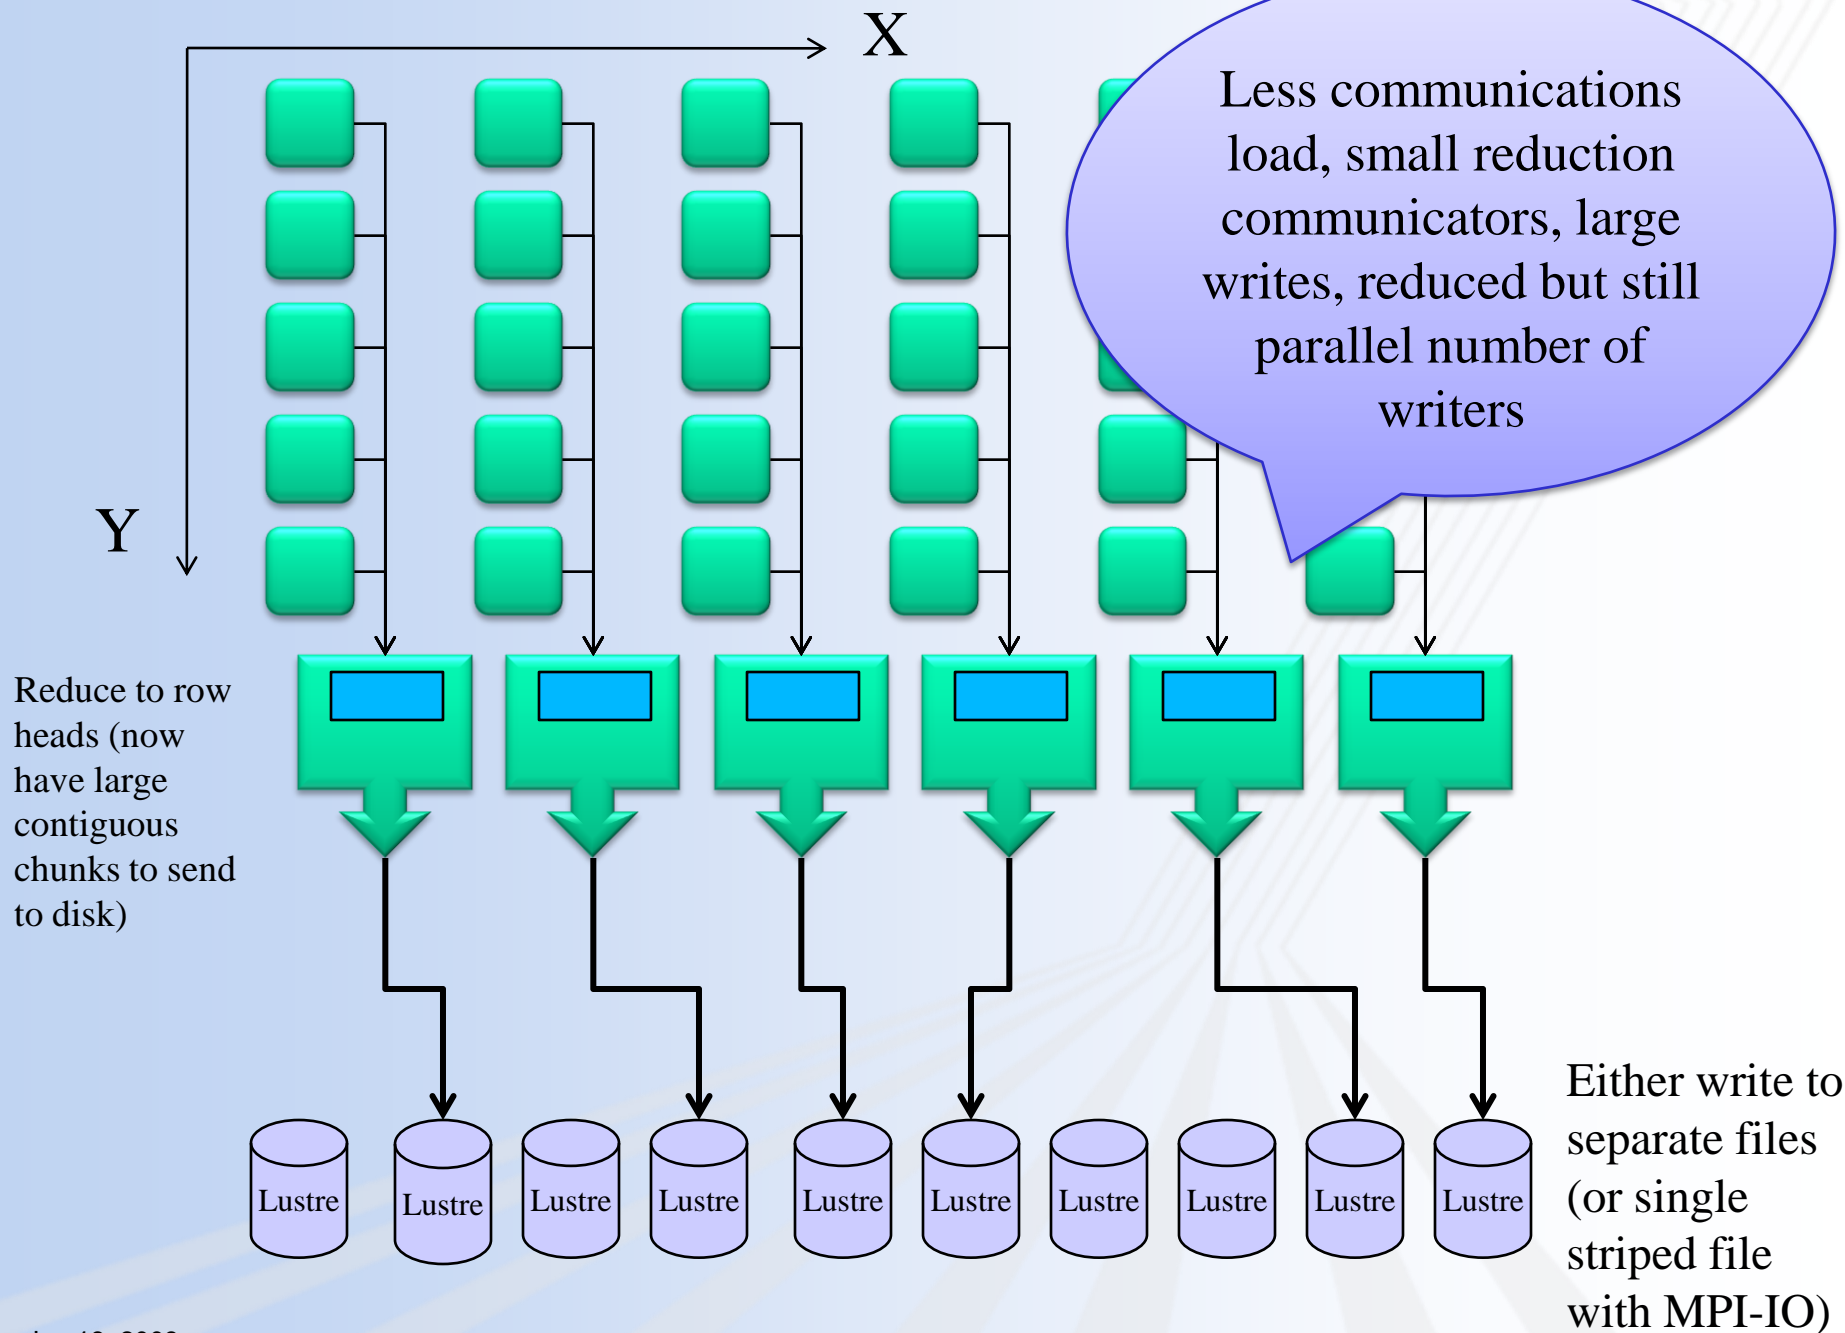 X
Less communications
load, small reduction
communicators, large
writes, reduced but still
parallel number of
writers
Y
Reduce to row
heads (now
have large
contiguous
chunks to send
to disk)
Lustre
Lustre
Lustre
Lustre
Lustre
Lustre
Lustre
Lustre
Lustre
Lustre
Either write to
separate files
(or single
striped file
with MPI-IO)